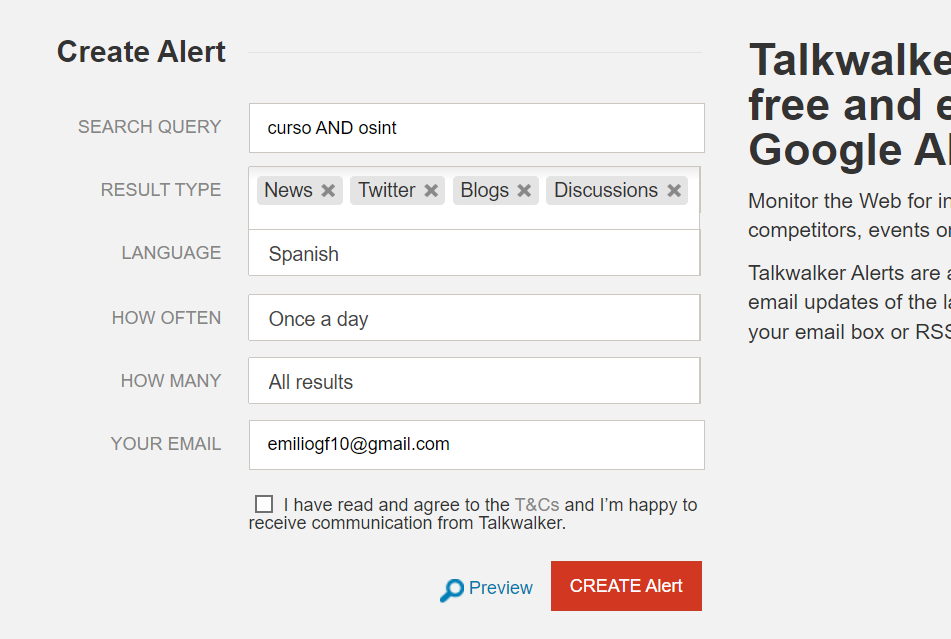 Create Alert
SEARCH QUERY curso AND osint
RESULT TYPE News Twitter Blogs Discussions
LANGUAGE Spanish
HOW OFTEN Once a day
HOW MANY All results
YOUR EMAIL emiliogf10@gmail.com
I have read and agree to the T&Cs and I'm happy to
receive communication from Talkwalker.
Preview CREATE Alert
Talkwalke
free and e
Google Al
Monitor the Web for in
competitors, events or
Talkwalker Alerts are a
email updates of the la
your email box or RSS